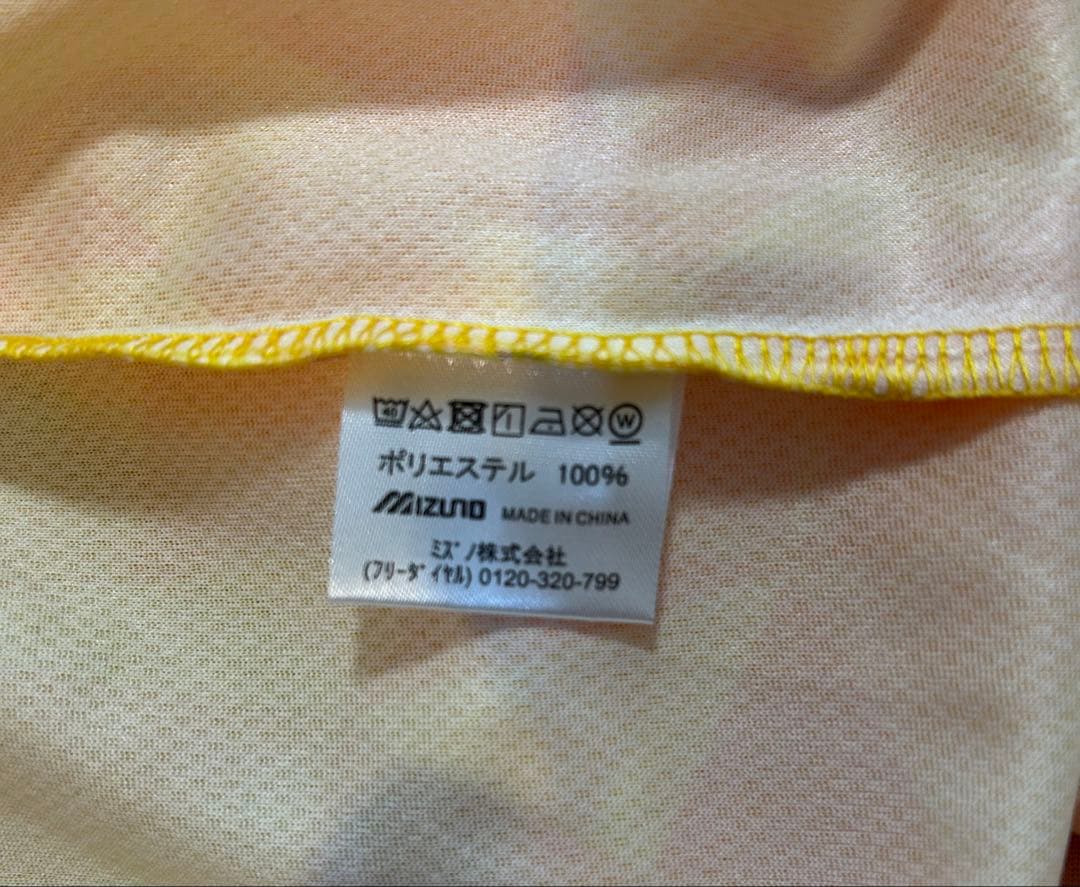 40 W
ポリエステル 100%
MIZUNO MADE IN CHINA
ミズノ株式会社
(フリーダイヤル) 0120-320-799